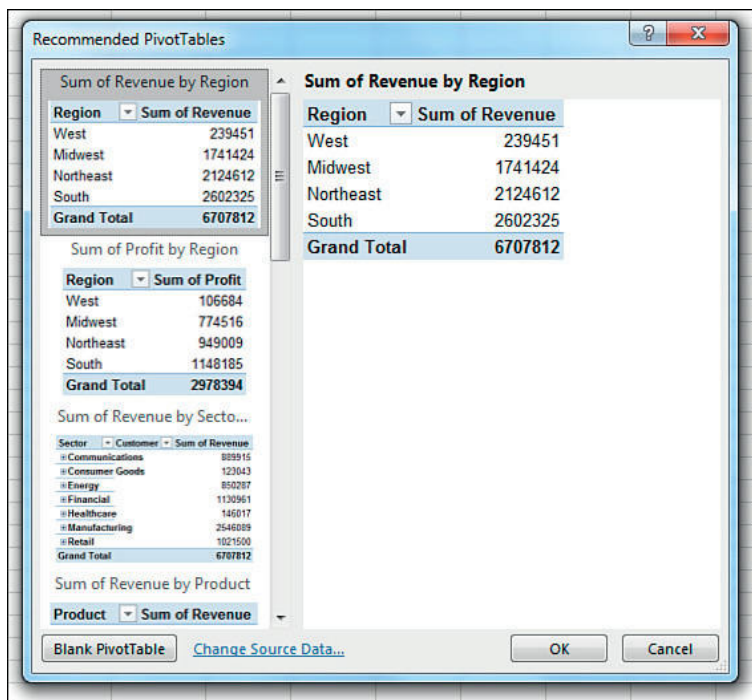 Recommended PivotTables
Sum of Revenue by Region
Region Sum of Revenue
West 239451
Midwest 1741424
Northeast 2124612
South 2602325
Grand Total 6707812
Sum of Profit by Region
Region Sum of Profit
West 106684
Midwest 774516
Northeast 949009
South 1148185
Grand Total 2978394
Sum of Revenue by Secto...
Sector Customer Sum of Revenue
Communications 889915
Consumer Goods 123043
Energy 850287
Financial 1130961
Healthcare 146017
Manufacturing 2546089
Retail 1021500
Grand Total 6707812
Sum of Revenue by Product
Product Sum of Revenue
Sum of Revenue by Region
Region Sum of Revenue
West 239451
Midwest 1741424
Northeast 2124612
South 2602325
Grand Total 6707812
Blank PivotTable Change Source Data... OK Cancel